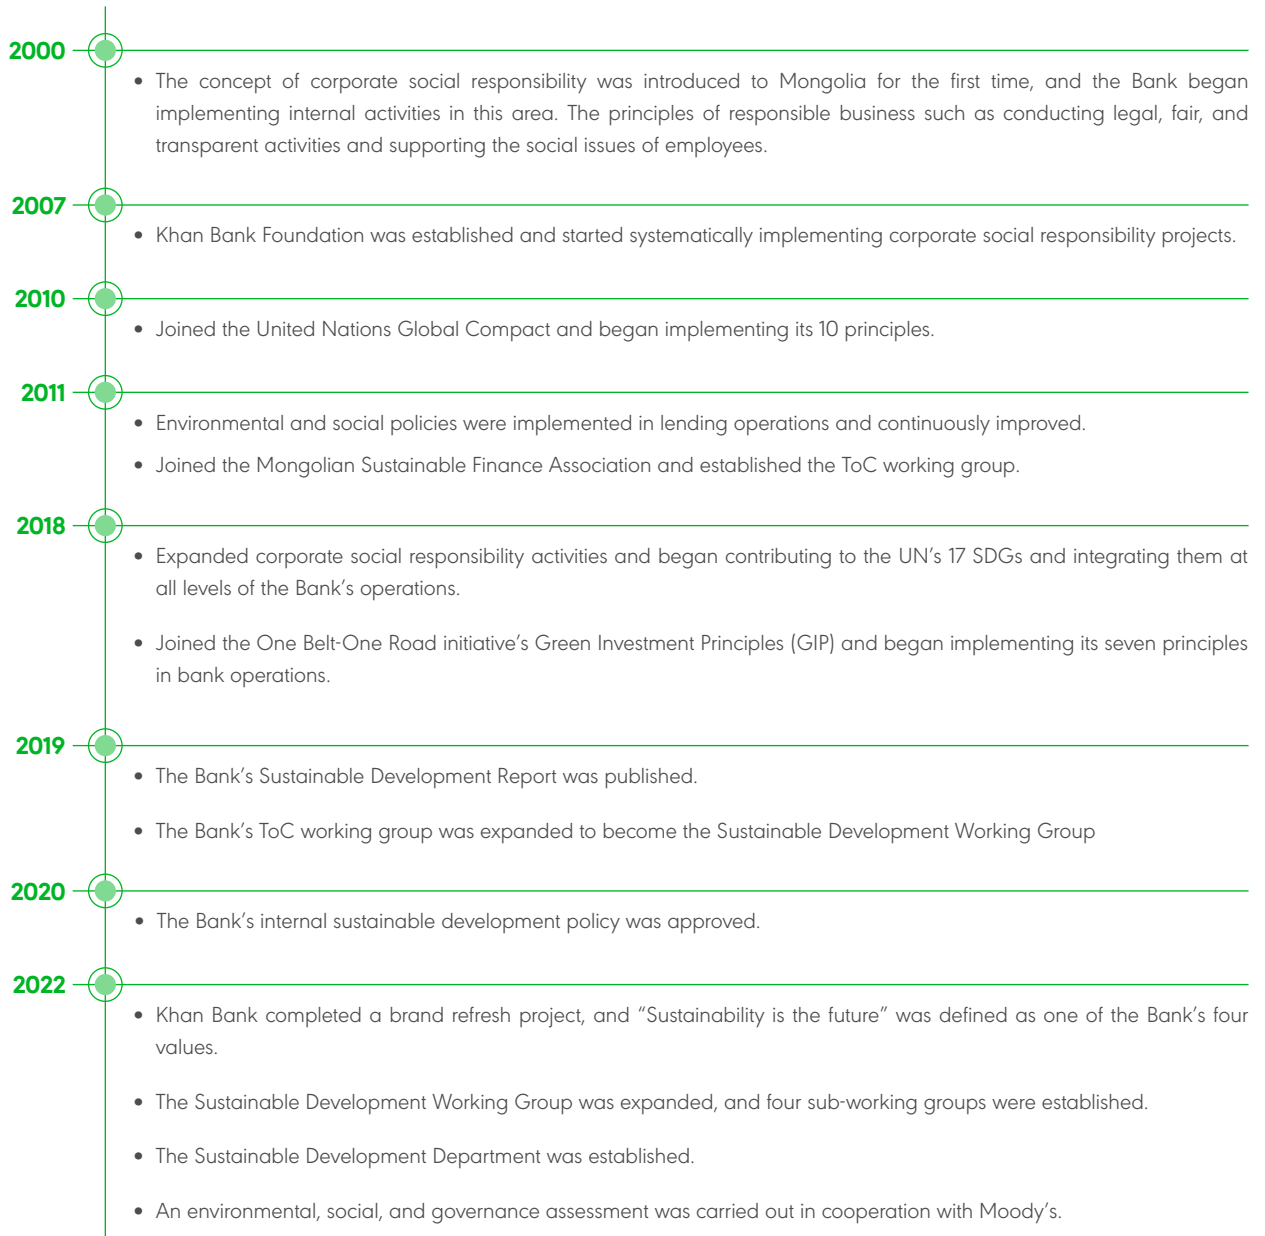 2000
• The concept of corporate social responsibility was introduced to Mongolia for the first time, and the Bank began
implementing internal activities in this area. The principles of responsible business such as conducting legal, fair, and
transparent activities and supporting the social issues of employees.
2007
• Khan Bank Foundation was established and started systematically implementing corporate social responsibility projects.
2010
• Joined the United Nations Global Compact and began implementing its 10 principles.
2011
• Environmental and social policies were implemented in lending operations and continuously improved.
• Joined the Mongolian Sustainable Finance Association and established the ToC working group.
2018
• Expanded corporate social responsibility activities and began contributing to the UN’s 17 SDGs and integrating them at
all levels of the Bank’s operations.
• Joined the One Belt-One Road initiative’s Green Investment Principles (GIP) and began implementing its seven principles
in bank operations.
2019
• The Bank’s Sustainable Development Report was published.
• The Bank’s ToC working group was expanded to become the Sustainable Development Working Group
2020
• The Bank’s internal sustainable development policy was approved.
2022
• Khan Bank completed a brand refresh project, and “Sustainability is the future” was defined as one of the Bank’s four
values.
• The Sustainable Development Working Group was expanded, and four sub-working groups were established.
• The Sustainable Development Department was established.
• An environmental, social, and governance assessment was carried out in cooperation with Moody’s.